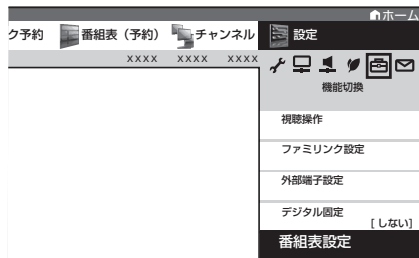 ホーム
ク予約 番組表（予約） チャンネル 設定
xxxx xxxx xxxx
機能切換
視聴操作
ファミリンク設定
外部端子設定
デジタル固定
[しない]
番組表設定